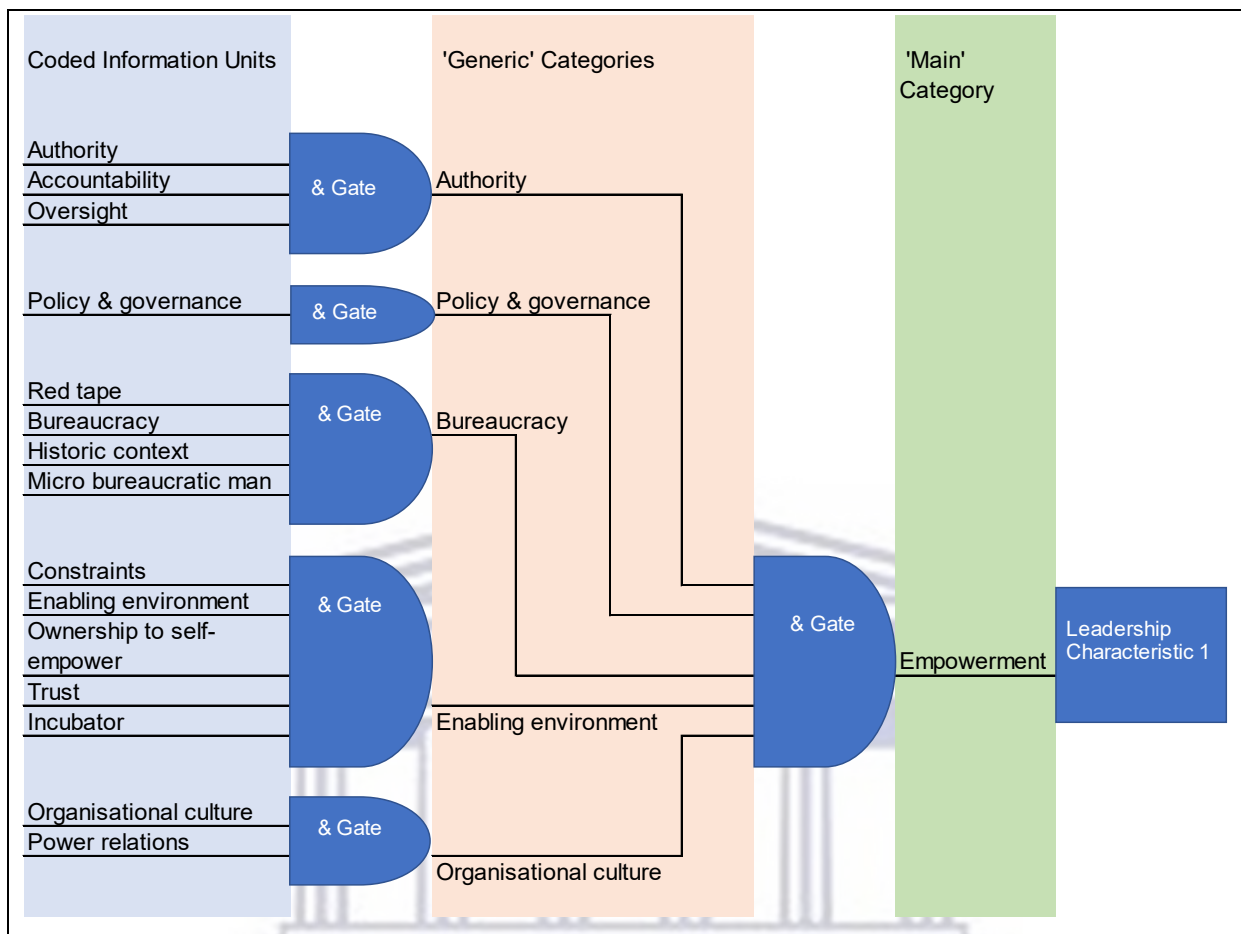 Coded Information Units
'Generic' Categories
'Main'
Category
Authority
Accountability
Oversight
& Gate
Authority
Policy & governance
& Gate
Policy & governance
Red tape
Bureaucracy
Historic context
Micro bureaucratic man
& Gate
Bureaucracy
Constraints
Enabling environment
Ownership to self-
empower
Trust
Incubator
& Gate
Enabling environment
Organisational culture
Power relations
& Gate
Organisational culture
& Gate
Empowerment
Leadership
Characteristic 1